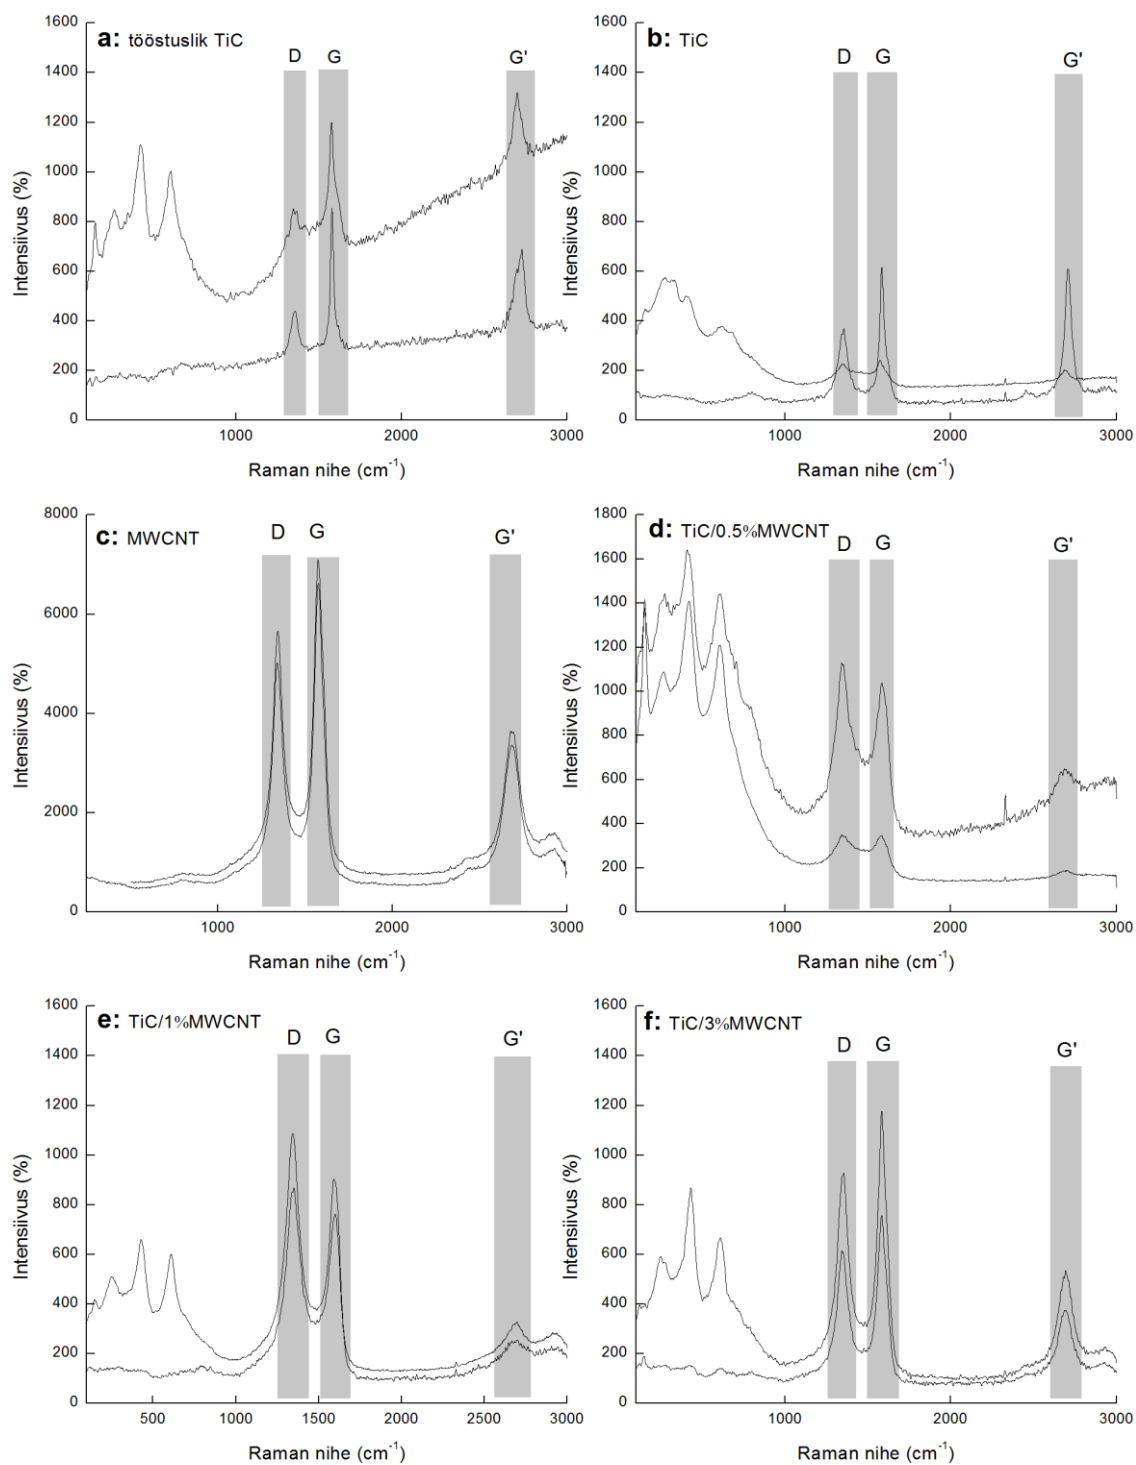 a: tööstuslik TiC
D
G
G'
1600
1400
1200
1000
800
600
400
200
0
Intensiivus (%)
1000
2000
3000
Raman nihe (cm⁻¹)
b: TiC
D
G
G'
1600
1400
1200
1000
800
600
400
200
0
Intensiivus (%)
1000
2000
3000
Raman nihe (cm⁻¹)
c: MWCNT
D
G
G'
8000
6000
4000
2000
0
Intensiivus (%)
1000
2000
3000
Raman nihe (cm⁻¹)
d: TiC/0.5%MWCNT
D
G
G'
1800
1600
1400
1200
1000
800
600
400
200
0
Intensiivus (%)
1000
2000
3000
Raman nihe (cm⁻¹)
e: TiC/1%MWCNT
D
G
G'
1600
1400
1200
1000
800
600
400
200
0
Intensiivus (%)
500
1000
1500
2000
2500
3000
Raman nihe (cm⁻¹)
f: TiC/3%MWCNT
D
G
G'
1600
1400
1200
1000
800
600
400
200
0
Intensiivus (%)
1000
2000
3000
Raman nihe (cm⁻¹)